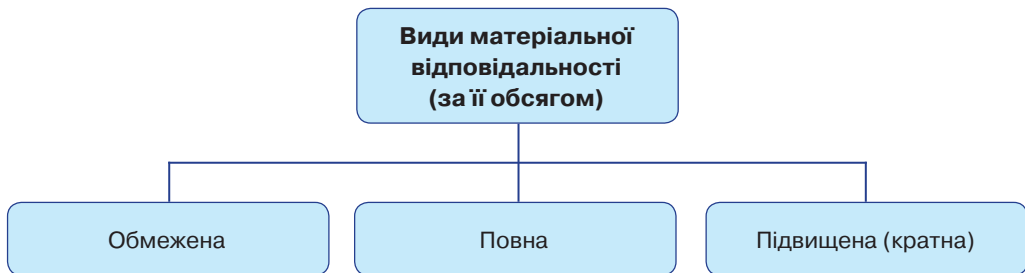 Види матеріальної
відповідальності
(за її обсягом)
Обмежена
Повна
Підвищена (кратна)